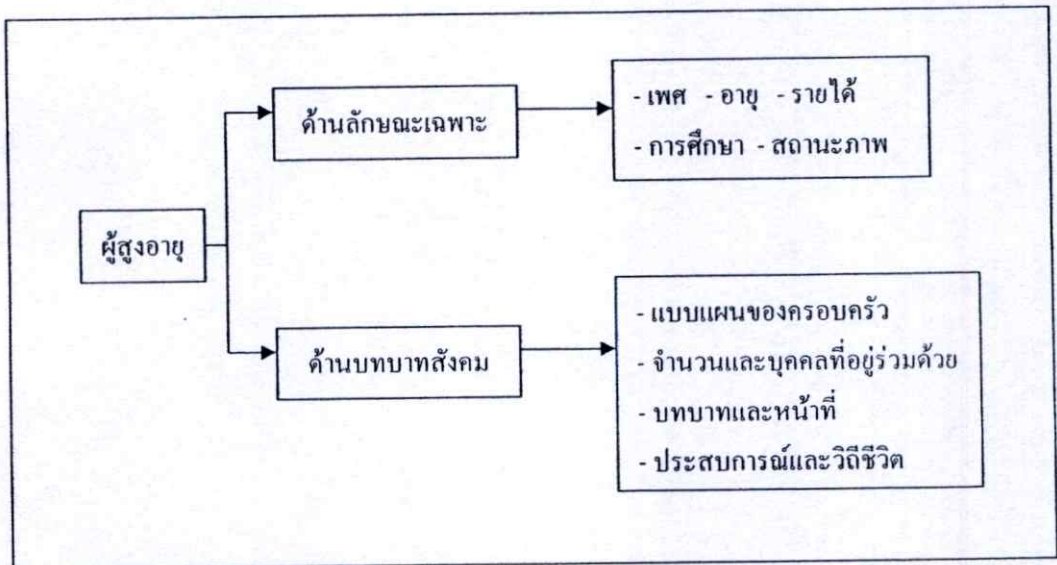 ผู้สูงอายุ
ด้านลักษณะเฉพาะ
- เพศ - อายุ - รายได้
- การศึกษา - สถานะภาพ
ด้านบทบาทสังคม
- แบบแผนของครอบครัว
- จำนวนและบุคคลที่อยู่ร่วมด้วย
- บทบาทและหน้าที่
- ประสบการณ์และวิถีชีวิต